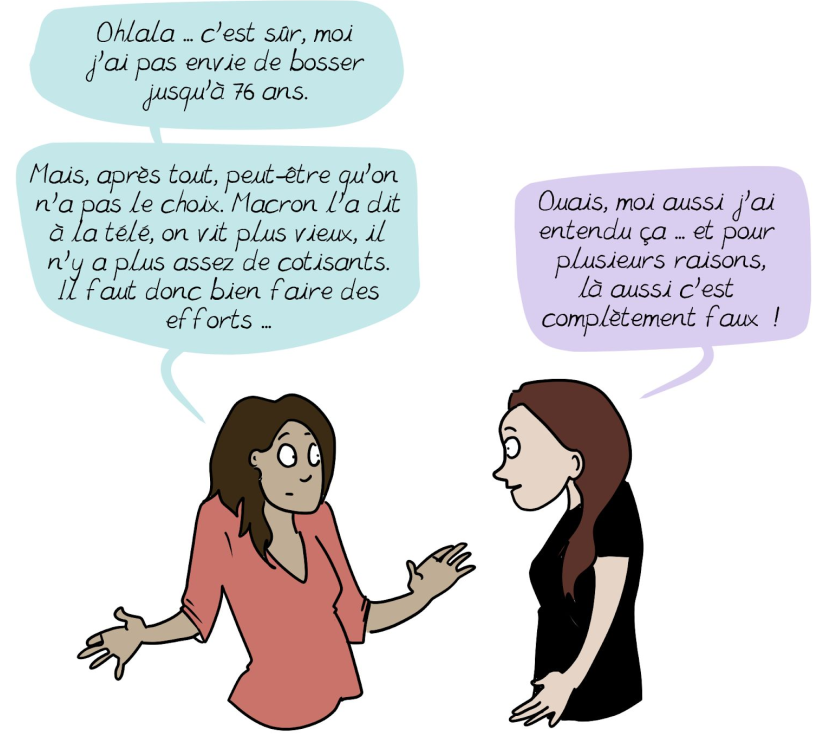 Ohlala ... c'est sûr, moi
j'ai pas envie de bosser
jusqu'à 76 ans.
Mais, après tout, peut-être qu'on
n'a pas le choix. Macron l'a dit
à la télé, on vit plus vieux, il
n'y a plus assez de cotisants.
Il faut donc bien faire des
efforts ...
Ouais, moi aussi j'ai
entendu ça ... et pour
plusieurs raisons,
là aussi c'est
complètement faux !